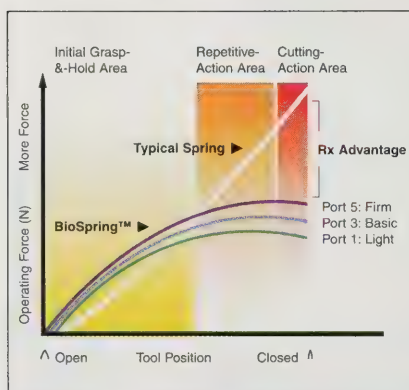 Initial Grasp-
&-Hold Area
Repetitive-
Action Area
Cutting-
Action Area
More Force
Operating Force (N)
Typical Spring ►
Rx Advantage
BioSpring™ ►
Port 5: Firm
Port 3: Basic
Port 1: Light
^ Open
Tool Position
Closed ^